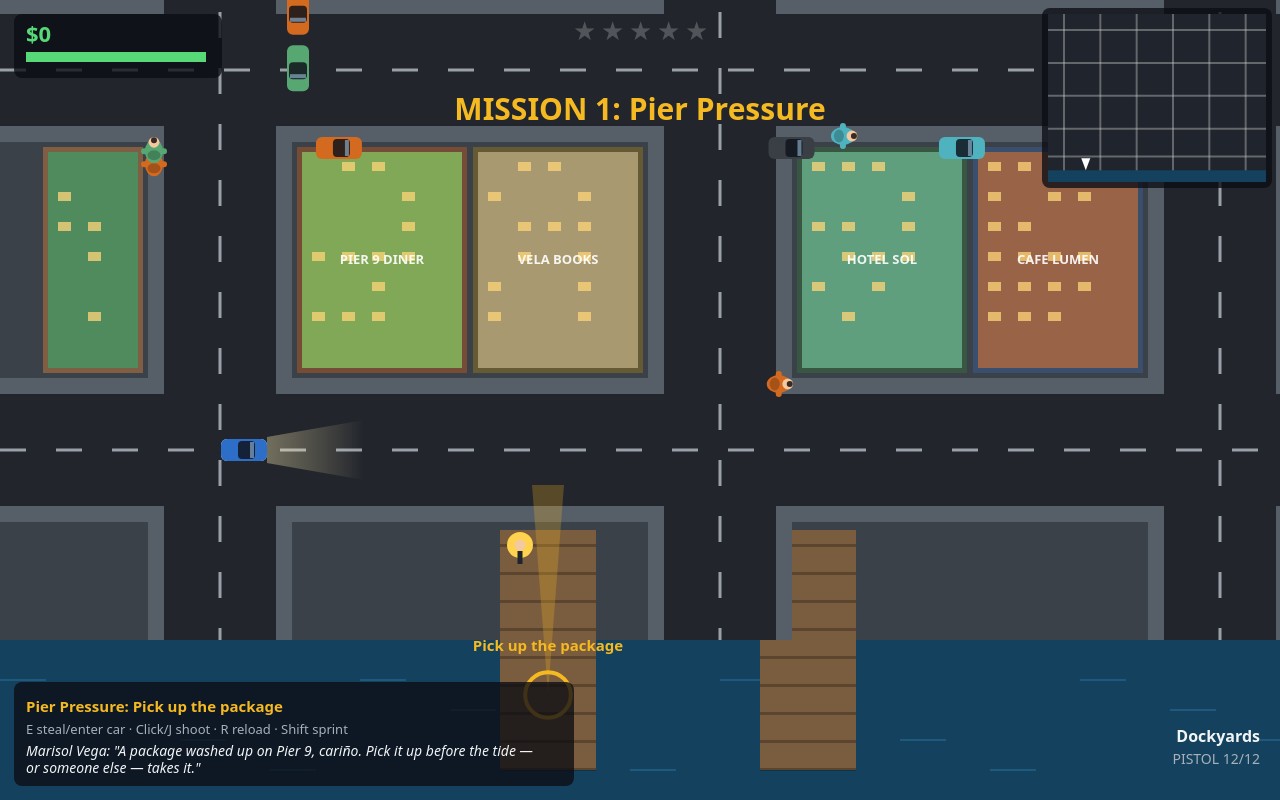 $0
MISSION 1: Pier Pressure
PIER 9 DINER
VELA BOOKS
HOTEL SOL
CAFE LUMEN
Pick up the package
Pier Pressure: Pick up the package
E steal/enter car · Click/J shoot · R reload · Shift sprint
Marisol Vega: "A package washed up on Pier 9, cariño. Pick it up before the tide —
or someone else — takes it."
Dockyards
PISTOL 12/12